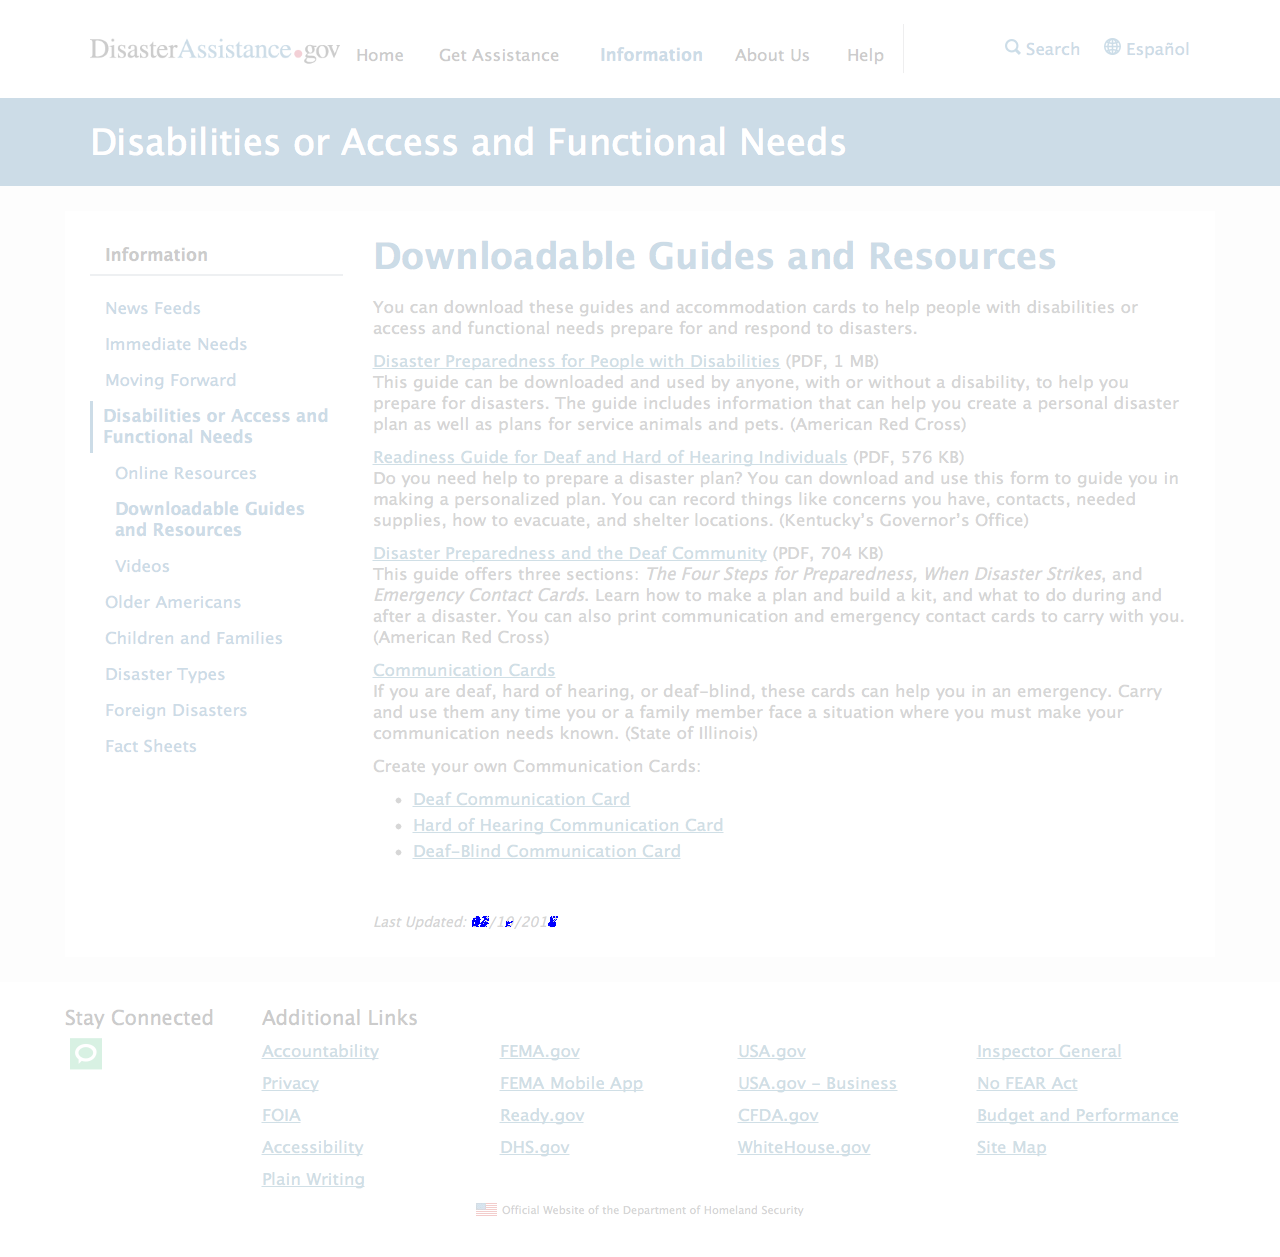 DisasterAssistance.gov
Home Get Assistance Information About Us Help
Search Español
Disabilities or Access and Functional Needs
Information
News Feeds
Immediate Needs
Moving Forward
Disabilities or Access and
Functional Needs
Online Resources
Downloadable Guides
and Resources
Videos
Older Americans
Children and Families
Disaster Types
Foreign Disasters
Fact Sheets
Downloadable Guides and Resources
You can download these guides and accommodation cards to help people with disabilities or
access and functional needs prepare for and respond to disasters.
Disaster Preparedness for People with Disabilities (PDF, 1 MB)
This guide can be downloaded and used by anyone, with or without a disability, to help you
prepare for disasters. The guide includes information that can help you create a personal disaster
plan as well as plans for service animals and pets. (American Red Cross)
Readiness Guide for Deaf and Hard of Hearing Individuals (PDF, 576 KB)
Do you need help to prepare a disaster plan? You can download and use this form to guide you in
making a personalized plan. You can record things like concerns you have, contacts, needed
supplies, how to evacuate, and shelter locations. (Kentucky's Governor's Office)
Disaster Preparedness and the Deaf Community (PDF, 704 KB)
This guide offers three sections: The Four Steps for Preparedness, When Disaster Strikes, and
Emergency Contact Cards. Learn how to make a plan and build a kit, and what to do during and
after a disaster. You can also print communication and emergency contact cards to carry with you.
(American Red Cross)
Communication Cards
If you are deaf, hard of hearing, or deaf-blind, these cards can help you in an emergency. Carry
and use them any time you or a family member face a situation where you must make your
communication needs known. (State of Illinois)
Create your own Communication Cards:
• Deaf Communication Card
• Hard of Hearing Communication Card
• Deaf-Blind Communication Card
Last Updated:
Stay Connected
Additional Links
Accountability FEMA.gov USA.gov Inspector General
Privacy FEMA Mobile App USA.gov - Business No FEAR Act
FOIA Ready.gov CFDA.gov Budget and Performance
Accessibility DHS.gov WhiteHouse.gov Site Map
Plain Writing
Official Website of the Department of Homeland Security